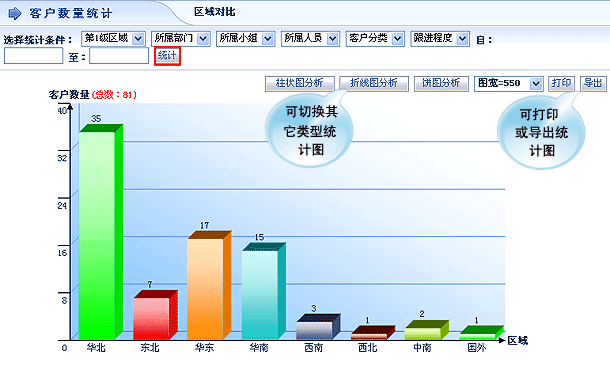 客户数量统计
区域对比
选择统计条件： 第1级区域 所属部门 所属小组 所属人员 客户分类 跟进程度 自：
至： 统计
柱状图分析 折线图分析 饼图分析 图宽=550 打印 导出
客户数量 (总数：81)
可切换其
它类型统
计图
可打印
或导出统
计图
40
32
24
16
8
0
35
7
17
15
3
1
2
1
华北 东北 华东 华南 西南 西北 中南 国外
区域